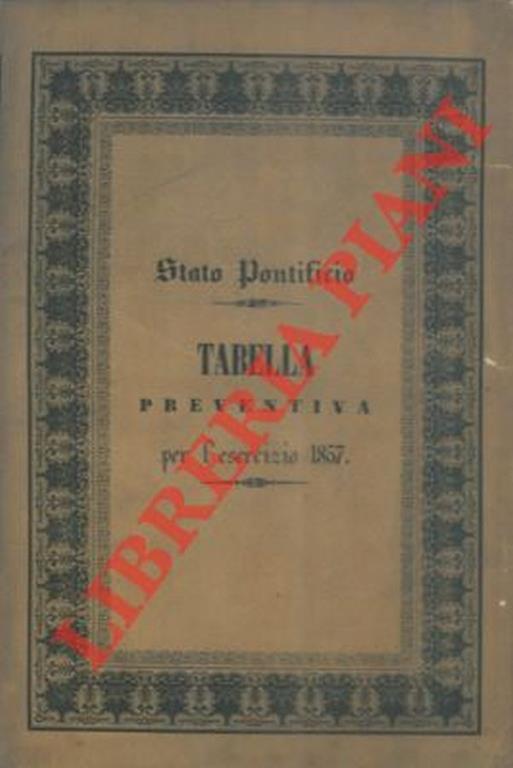 Stato Pontificio
TABELLA
PREVENTIVA
per l'esercizio 1857.
LIBRERIA PIANI